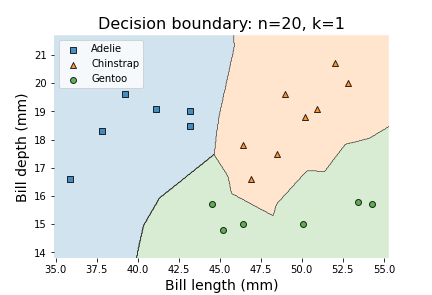 Decision boundary: n=20, k=1
Adelie
Chinstrap
Gentoo
21
20
19
18
17
16
15
14
Bill depth (mm)
35.0 37.5 40.0 42.5 45.0 47.5 50.0 52.5 55.0
Bill length (mm)